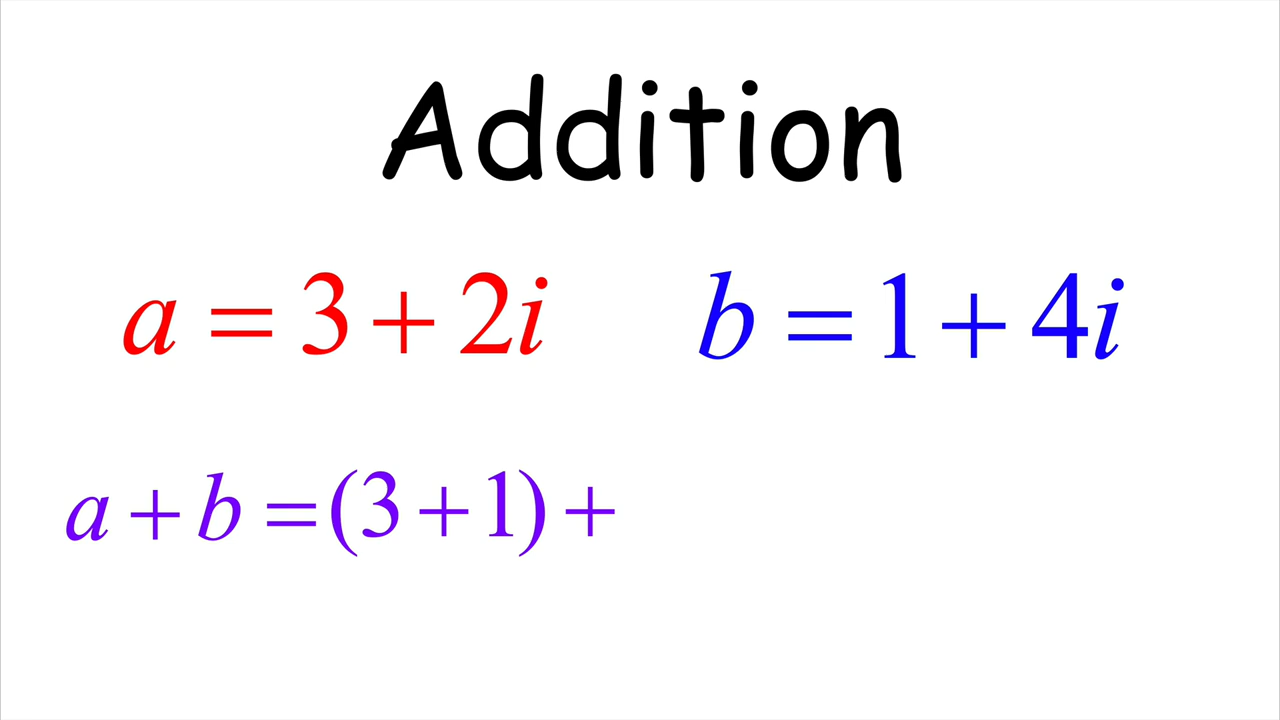 Addition
a = 3 + 2i b = 1 + 4i
a + b = (3 + 1) +